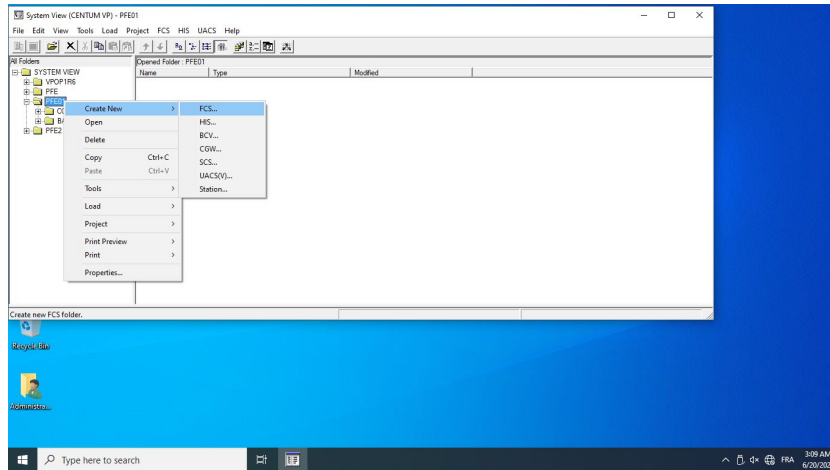 System View (CENTUM VP) - PFE01
File Edit View Tools Load Project FCS HIS UACS Help
All Folders
Opened Folder : PFE01
SYSTEM VIEW
Name Type Modified
VPOP1R6
PFE
PFE01
CO
BA
PFE2
Create New
Open
Delete
Copy Ctrl+C
Paste Ctrl+V
Tools
Load
Project
Print Preview
Print
Properties...
FCS...
HIS...
BCV...
CGW...
SCS...
UACS(V)...
Station...
Create new FCS folder.
Recycle Bin
Administra...
Type here to search
FRA
3:09 AM
6/20/202